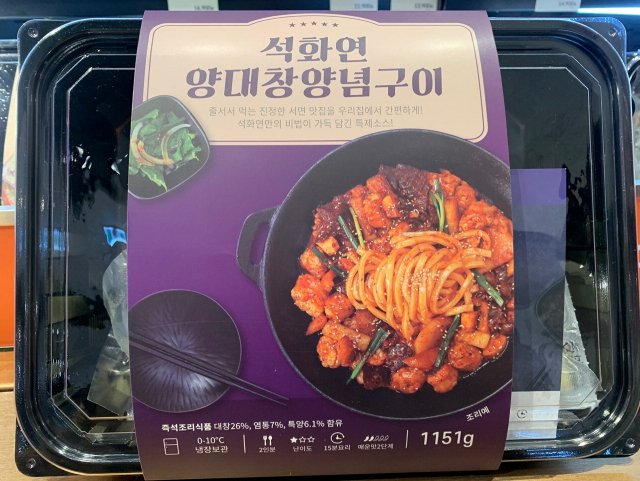 석화연
양대창양념구이
줄서서 먹는 진정한 서면 맛집을 우리집에서 간편하게!
석화연만의 비법이 가득 담긴 특제소스!
조리예
즉석조리식품 대창26%, 염통7%, 특양6.1% 함유
0-10℃
냉장보관
2인분
난이도
15분요리
매운맛2단계
1151g